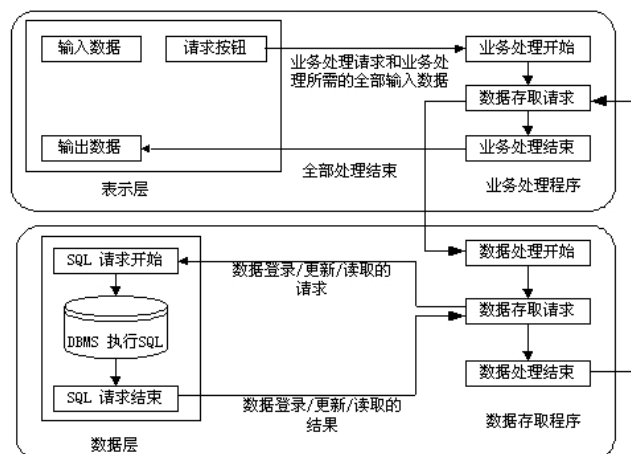 输入数据
请求按钮
业务处理请求和业务处
理所需的全部输入数据
业务处理开始
数据存取请求
业务处理结束
输出数据
全部处理结束
表示层
业务处理程序
SQL 请求开始
数据登录/更新/读取的
请求
数据处理开始
数据存取请求
DBMS 执行SQL
数据处理结束
SQL 请求结束
数据登录/更新/读取的
结果
数据层
数据存取程序